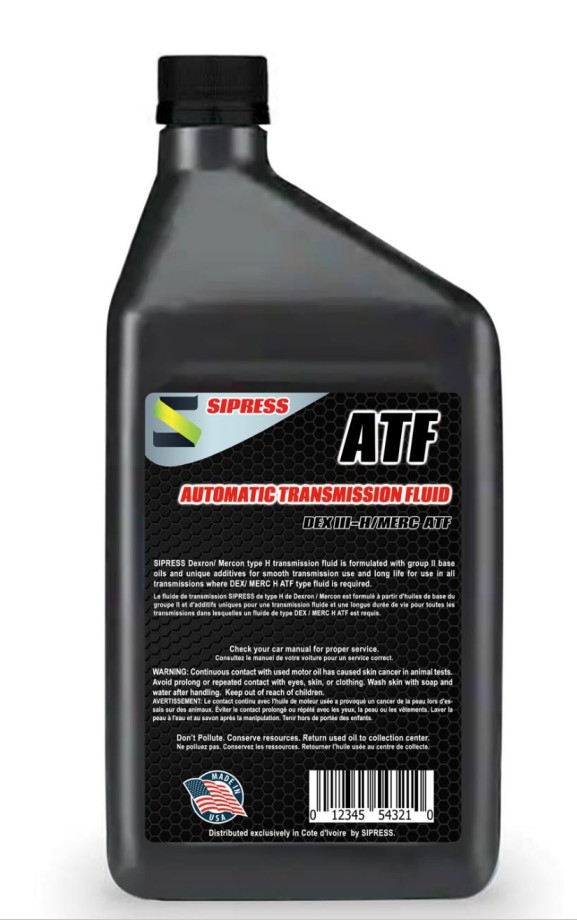 SIPRESS
ATF
AUTOMATIC TRANSMISSION FLUID
DEX III-H/MERC ATF
SIPRESS Dexron/ Mercon type H transmission fluid is formulated with group II base
oils and unique additives for smooth transmission use and long life for use in all
transmissions where DEX/ MERC H ATF type fluid is required.
Le fluide de transmission SIPRESS de type H de Dexron / Mercon est formulé à partir d'huiles de base du
groupe II et d'additifs uniques pour une transmission fluide et une longue durée de vie pour toutes les
transmissions dans lesquelles un fluide de type DEX / MERC H ATF est requis.
Check your car manual for proper service.
Consultez le manuel de votre voiture pour un service correct.
WARNING: Continuous contact with used motor oil has caused skin cancer in animal tests.
Avoid prolong or repeated contact with eyes, skin, or clothing. Wash skin with soap and
water after handling. Keep out of reach of children.
AVERTISSEMENT: Le contact continu avec l'huile de moteur usée a provoqué un cancer de la peau lors d'es-
sais sur des animaux. Éviter le contact prolongé ou répété avec les yeux, la peau ou les vêtements. Laver la
peau à l'eau et au savon après la manipulation. Tenir hors de portée des enfants.
Don't Pollute. Conserve resources. Return used oil to collection center.
Ne polluez pas. Conservez les ressources. Retourner l'huile usée au centre de collecte.
MADE IN
USA
0 12345 54321 0
Distributed exclusively in Cote d'Ivoire by SIPRESS.